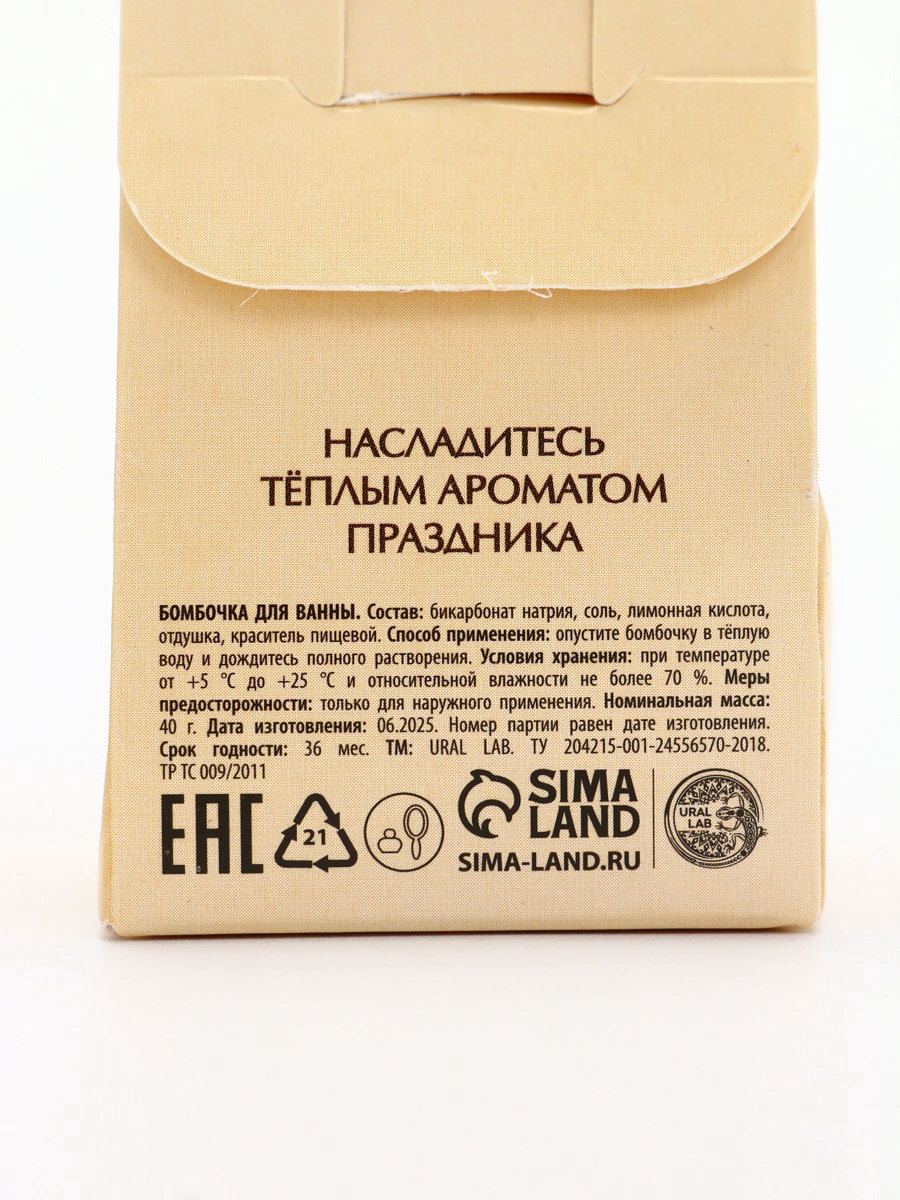 НАСЛАДИТЕСЬ
ТЁПЛЫМ АРОМАТОМ
ПРАЗДНИКА
БОМБОЧКА ДЛЯ ВАННЫ. Состав: бикарбонат натрия, соль, лимонная кислота,
отдушка, краситель пищевой. Способ применения: опустите бомбочку в тёплую
воду и дождитесь полного растворения. Условия хранения: при температуре
от +5 °C до +25 °C и относительной влажности не более 70 %. Меры
предосторожности: только для наружного применения. Номинальная масса:
40 г. Дата изготовления: 06.2025. Номер партии равен дате изготовления.
Срок годности: 36 мес. ТМ: URAL LAB. ТУ 204215-001-24556570-2018.
ТР ТС 009/2011
EAC
21
SIMA
LAND
SIMA-LAND.RU
URAL
LAB